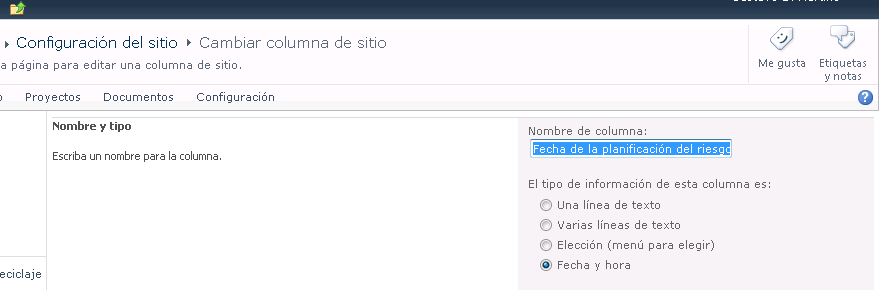 Configuración del sitio Cambiar columna de sitio
Me gusta
Etiquetas
y notas
a página para editar una columna de sitio.
Proyectos Documentos Configuración
Nombre y tipo
Escriba un nombre para la columna.
Nombre de columna:
Fecha de la planificación del riesgo
El tipo de información de esta columna es:
Una línea de texto
Varias líneas de texto
Elección (menú para elegir)
Fecha y hora
eciclaje